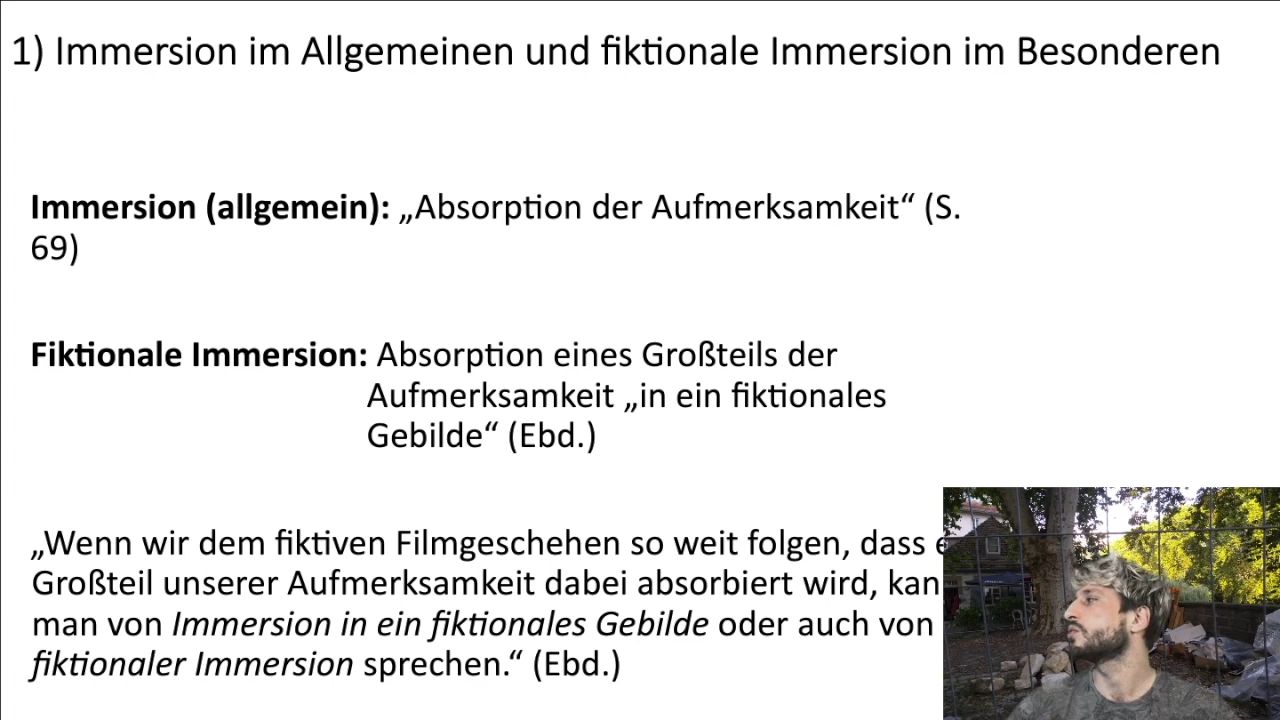 1) Immersion im Allgemeinen und fiktionale Immersion im Besonderen
Immersion (allgemein): „Absorption der Aufmerksamkeit“ (S.
69)
Fiktionale Immersion: Absorption eines Großteils der
Aufmerksamkeit „in ein fiktionales
Gebilde“ (Ebd.)
„Wenn wir dem fiktiven Filmgeschehen so weit folgen, dass
Großteil unserer Aufmerksamkeit dabei absorbiert wird,
man von Immersion in ein fiktionales Gebilde oder auch von
fiktionaler Immersion sprechen.“ (Ebd.)